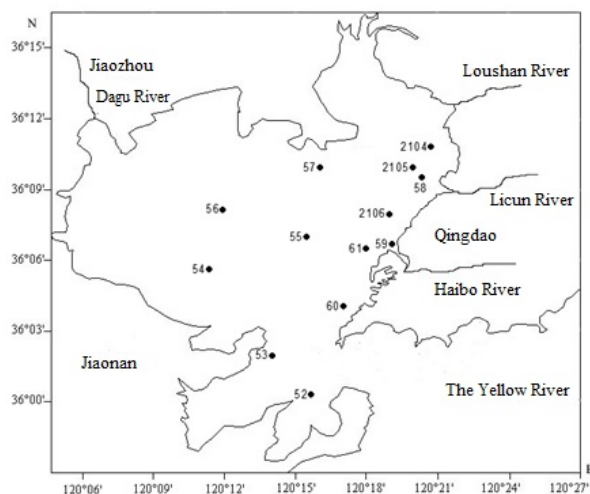 N
36°15'
Jiaozhou
Loushan River
Dagu River
36°12'
2104
57
2105
36°09'
58
Licun River
56
2106
55
59
Qingdao
61
36°06'
54
Haibo River
60
36°03'
53
Jiaonan
52
The Yellow River
36°00'
E
120°06' 120°09' 120°12' 120°15' 120°18' 120°21' 120°24' 120°27'